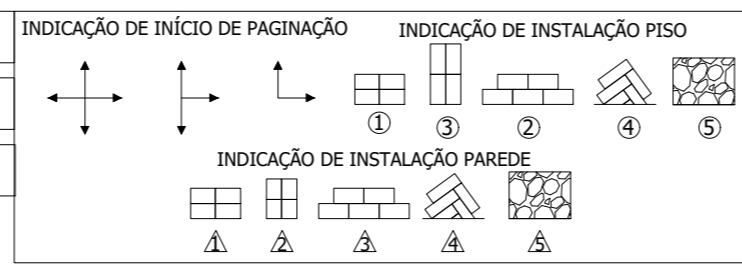 INDICAÇÃO DE INÍCIO DE PAGINAÇÃO
INDICAÇÃO DE INSTALAÇÃO PISO
1 3 2 4 5
INDICAÇÃO DE INSTALAÇÃO PAREDE
1 2 3 4 5